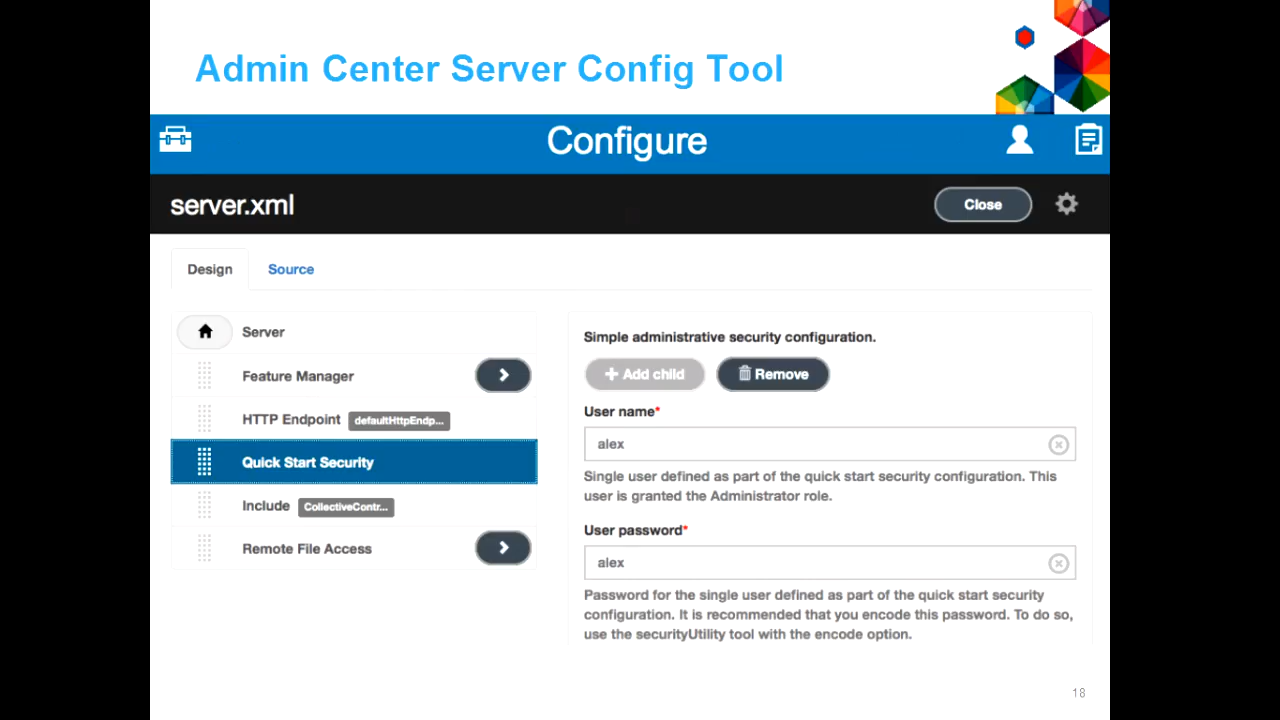 Admin Center Server Config Tool
Configure
server.xml
Close
Design
Source
Server
Feature Manager
HTTP Endpoint defaultHttpEndp...
Quick Start Security
Include CollectiveContr...
Remote File Access
Simple administrative security configuration.
Add child
Remove
User name*
alex
Single user defined as part of the quick start security configuration. This
user is granted the Administrator role.
User password*
alex
Password for the single user defined as part of the quick start security
configuration. It is recommended that you encode this password. To do so,
use the securityUtility tool with the encode option.
18